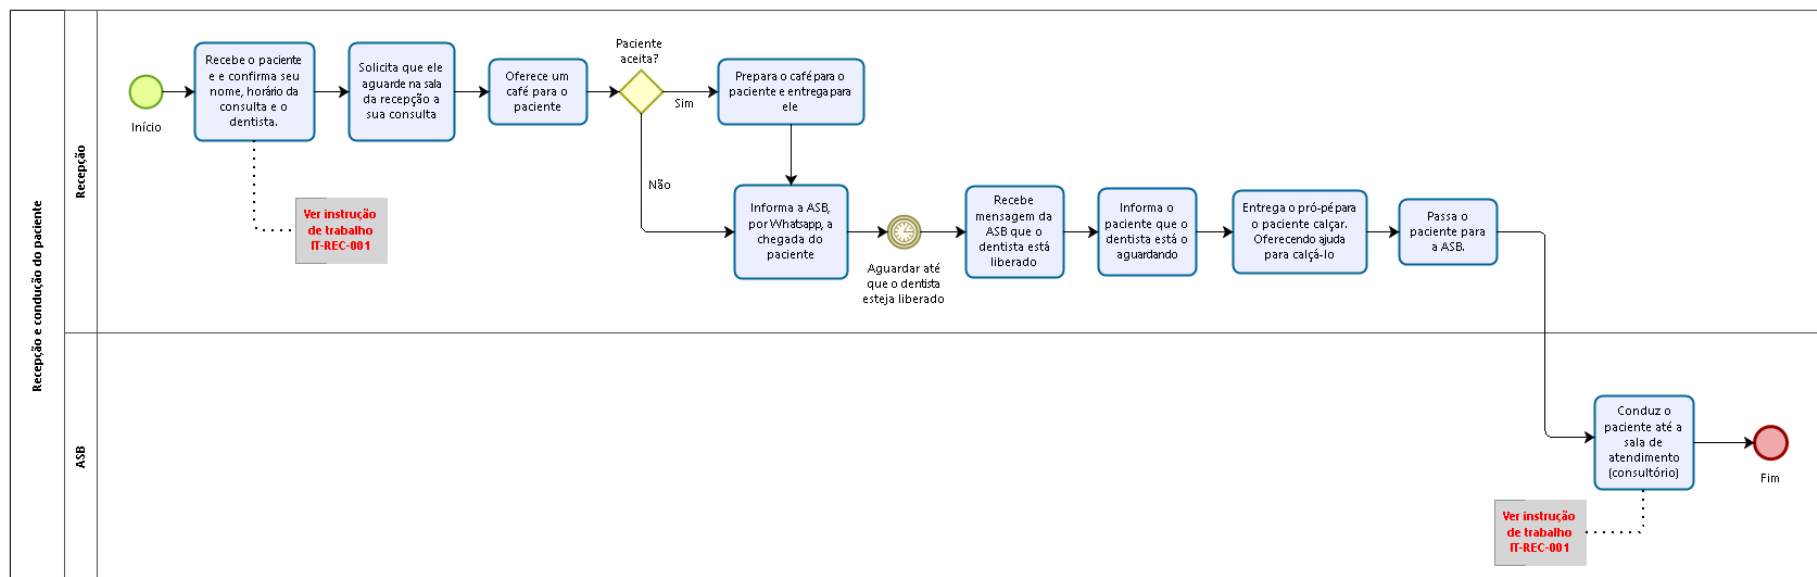 Recepção e condução do paciente
Recepção
Início
Recebe o paciente
e e confirma seu
nome, horário da
consulta e o
dentista.
Ver instrução
de trabalho
IT-REC-001
Solicita que ele
aguarde na sala
da recepção a
sua consulta
Oferece um
café para o
paciente
Paciente
aceita?
Sim
Não
Prepara o café para o
paciente e entrega para
ele
Informa a ASB,
por Whatsapp, a
chegada do
paciente
Aguardar até
que o dentista
esteja liberado
Recebe
mensagem da
ASB que o
dentista está
liberado
Informa o
paciente que o
dentista está o
aguardando
Entrega o pró-pé para
o paciente calçar.
Oferecendo ajuda
para calçá-lo
Passa o
paciente para
a ASB.
ASB
Conduz o
paciente até a
sala de
atendimento
(consultório)
Ver instrução
de trabalho
IT-REC-001
Fim